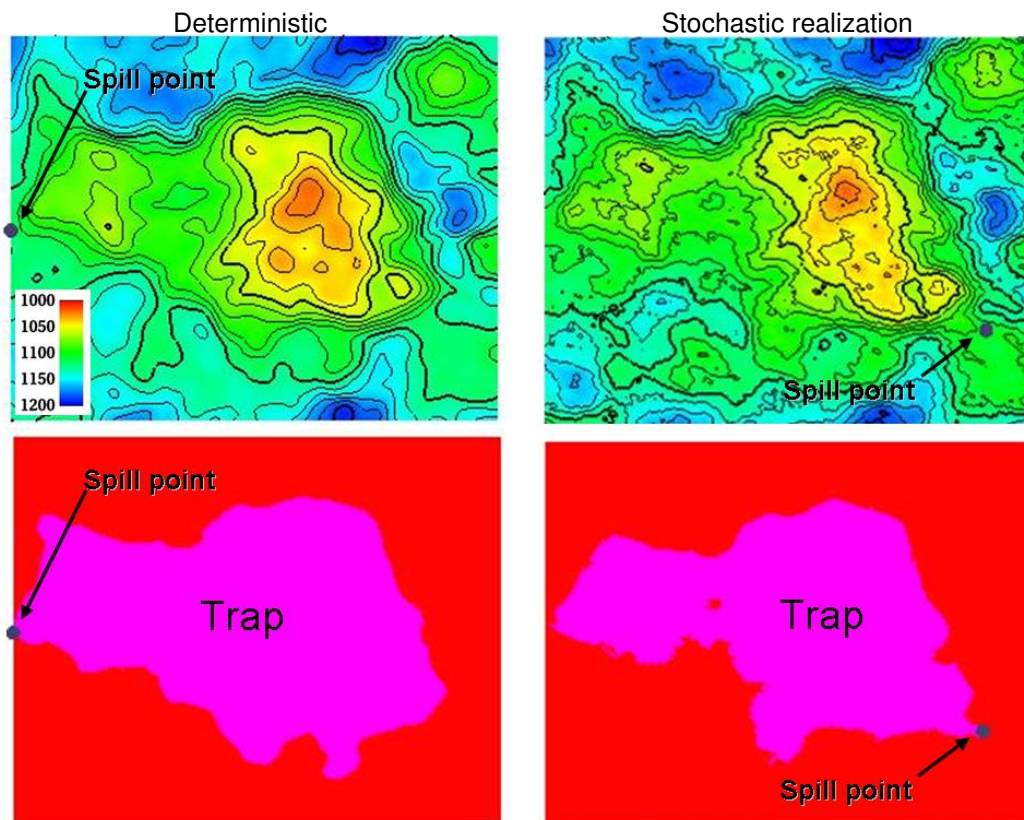 Deterministic
Stochastic realization
Spill point
1000
1050
1100
1150
1200
Spill point
Spill point
Trap
Trap
Spill point